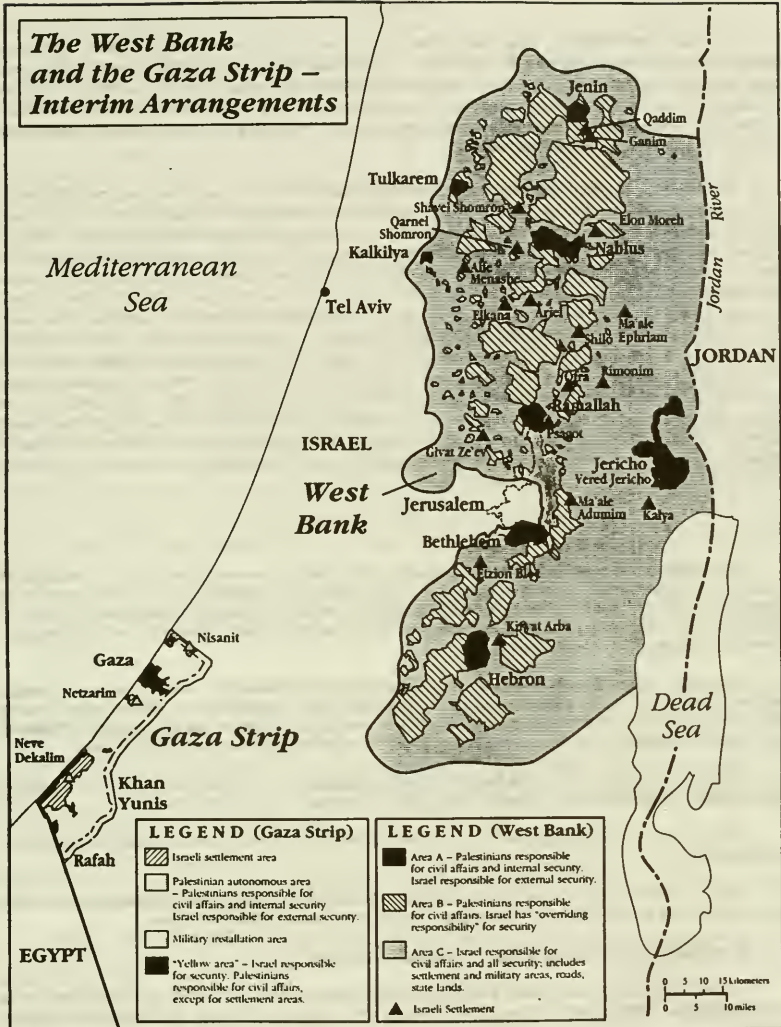 The West Bank
and the Gaza Strip –
Interim Arrangements
Jenin
Qaddim
Ganim
Tulkarem
Shavei Shomron
Elon Moreh
Qarnei
Shomron
Nablus
Kalkilya
Alfe
Menashe
Mediterranean
Sea
Tel Aviv
Elkana
Ariel
Ma'ale
Ephriam
Shilo
Jordan River
JORDAN
Ofra
Rimonim
Ramallah
Psagot
ISRAEL
Givat Ze'ev
Jericho
Vered Jericho
West
Bank
Jerusalem
Ma'ale
Adumim
Kalya
Bethlehem
Etzion Bloc
Kiryat Arba
Hebron
Dead
Sea
Nisanit
Gaza
Netzarim
Gaza Strip
Neve
Dekalim
Khan
Yunis
Rafah
EGYPT
LEGEND (Gaza Strip)
Israeli settlement area
Palestinian autonomous area
– Palestinians responsible for
civil affairs and internal security
Israel responsible for external security.
Military installation area
"Yellow area" – Israel responsible
for security. Palestinians
responsible for civil affairs,
except for settlement areas.
LEGEND (West Bank)
Area A – Palestinians responsible
for civil affairs and internal security.
Israel responsible for external security.
Area B – Palestinians responsible
for civil affairs. Israel has "overriding
responsibility" for security
Area C – Israel responsible for
civil affairs and all security; includes
settlement and military areas, roads,
state lands.
Israeli Settlement
0 5 10 15 kilometers
0 5 10 miles